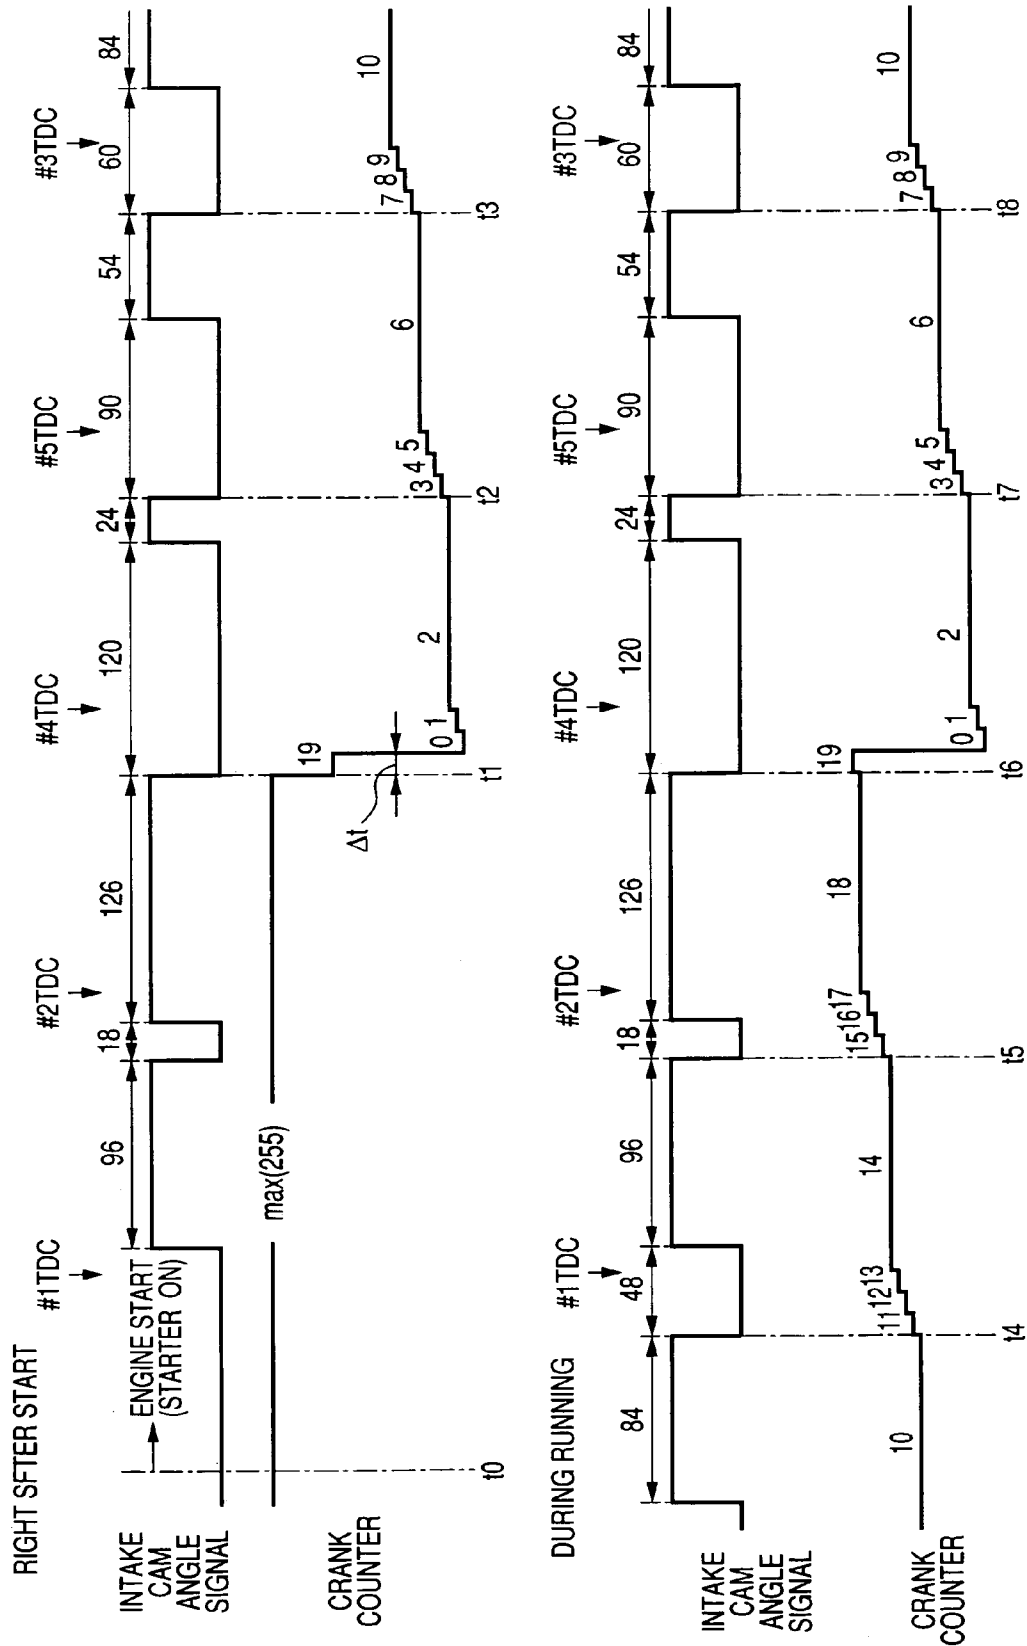 RIGHT SFTER START
#1TDC
#2TDC
#4TDC
#5TDC
#3TDC
ENGINE START
(STARTER ON)
96
18
126
120
24
90
54
60
84
INTAKE
CAM
ANGLE
SIGNAL
max(255)
19
0
1
2
3
4
5
6
7
8
9
10
CRANK
COUNTER
Δt
t0
t1
t2
t3
DURING RUNNING
#1TDC
#2TDC
#4TDC
#5TDC
#3TDC
84
48
96
18
126
120
24
90
54
60
84
INTAKE
CAM
ANGLE
SIGNAL
10
11
12
13
14
15
16
17
18
19
0
1
2
3
4
5
6
7
8
9
10
CRANK
COUNTER
t4
t5
t6
t7
t8